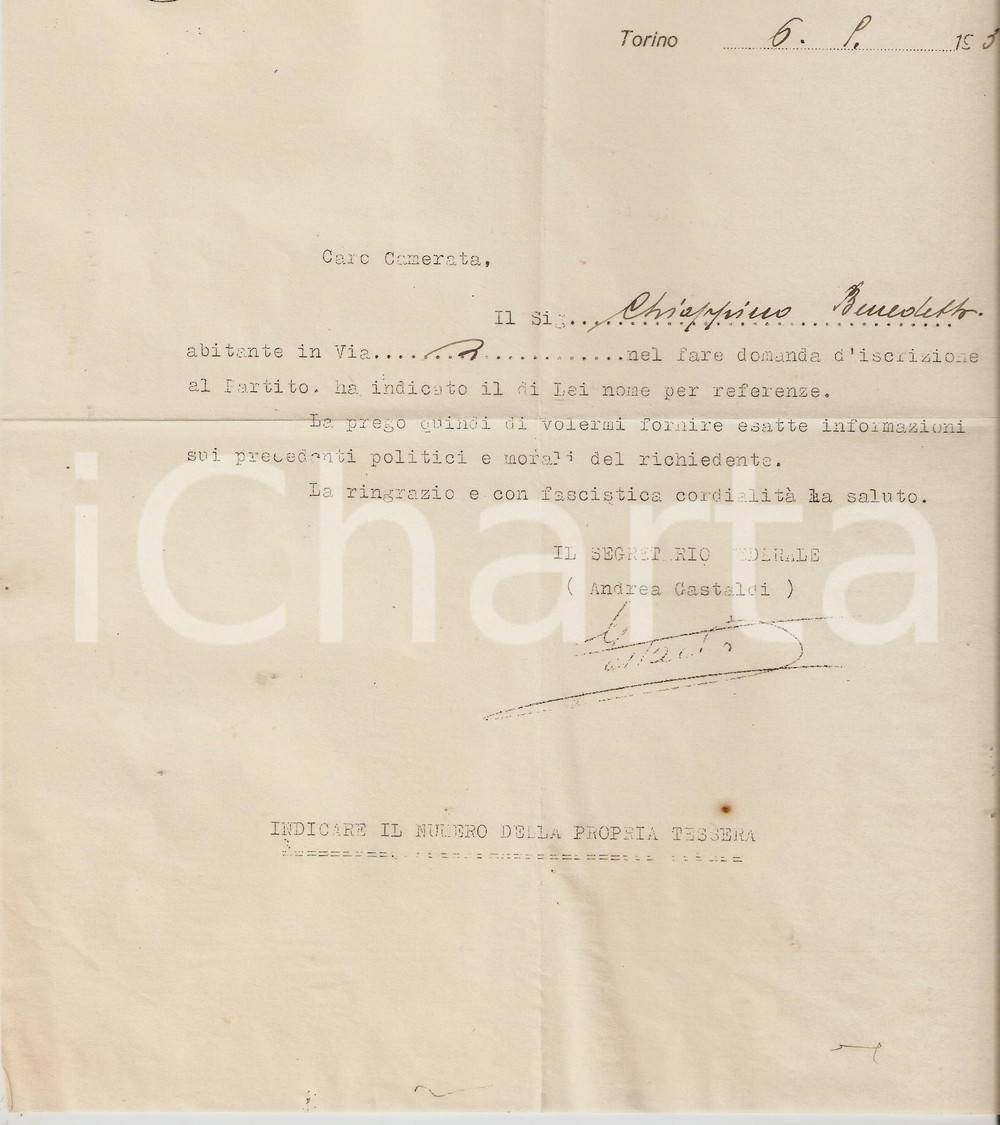 Torino 6. 193
Caro Camerata,
Il Sig. Chiappino Benedetto
abitante in Via....................nel fare domanda d'iscrizione
al Partito. ha indicato il di Lei nome per referenze.
La prego quindi di volermi fornire esatte informazioni
sui precedenti politici e morali del richiedente.
La ringrazio e con fascistica cordialità la saluto.
IL SEGRETARIO FEDERALE
( Andrea Gastaldi )
Gastaldi
INDICARE IL NUMERO DELLA PROPRIA TESSERA
iCharta